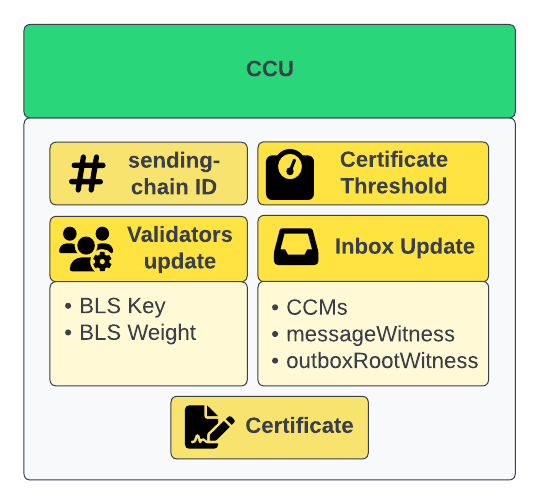 CCU
sending-
chain ID
Certificate
Threshold
Validators
update
Inbox Update
• BLS Key
• BLS Weight
• CCMs
• messageWitness
• outboxRootWitness
Certificate